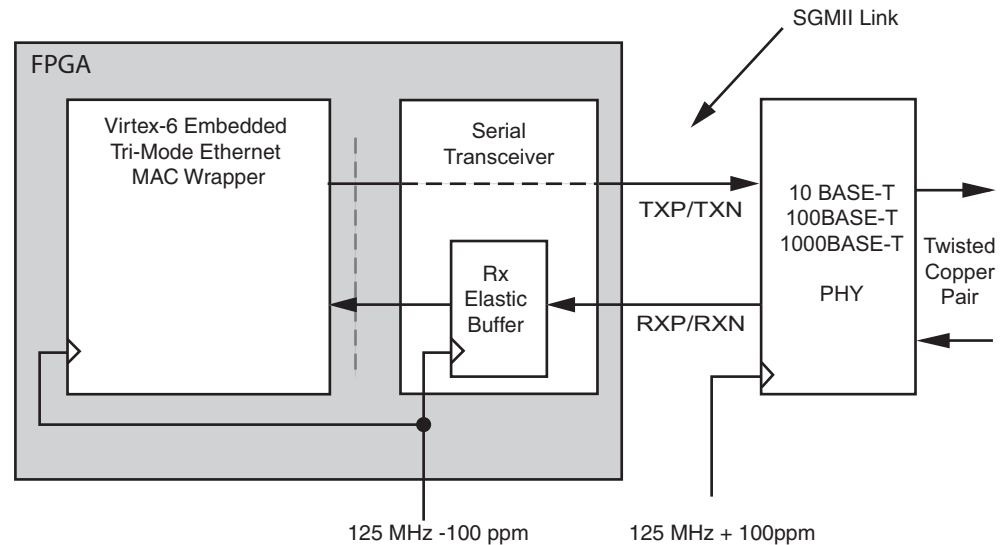 SGMII Link
FPGA
Virtex-6 Embedded
Tri-Mode Ethernet
MAC Wrapper
Serial
Transceiver
TXP/TXN
10 BASE-T
100BASE-T
1000BASE-T
PHY
Twisted
Copper
Pair
Rx
Elastic
Buffer
RXP/RXN
125 MHz -100 ppm
125 MHz + 100ppm